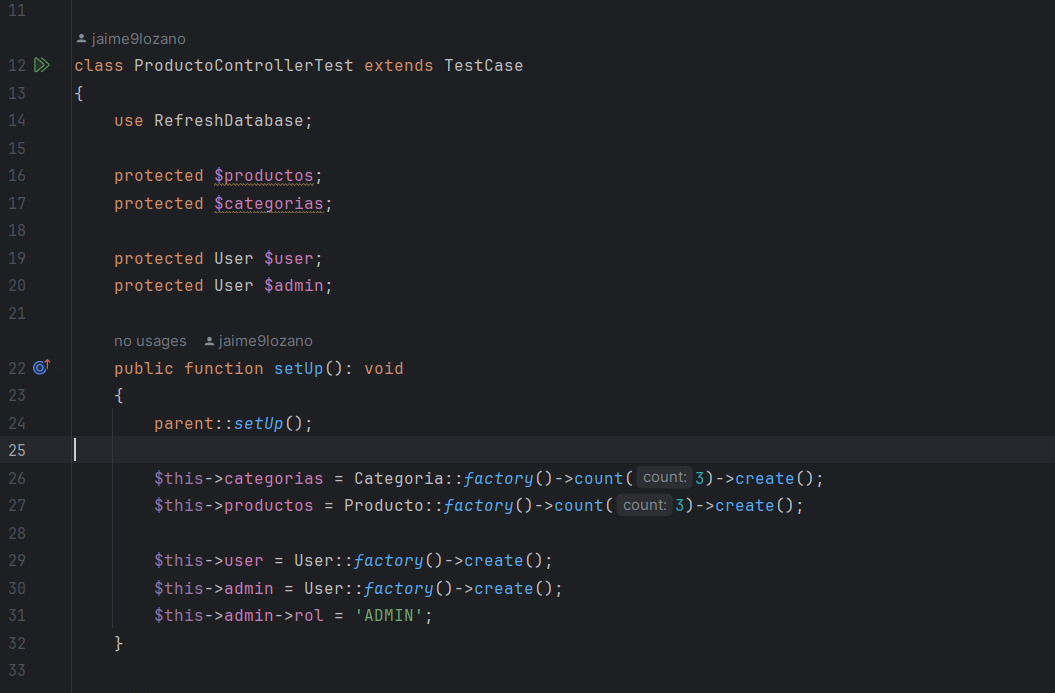 11
jaime9lozano
12 class ProductoControllerTest extends TestCase
13 {
14     use RefreshDatabase;
15
16     protected $productos;
17     protected $categorias;
18
19     protected User $user;
20     protected User $admin;
21
no usages jaime9lozano
22     public function setUp(): void
23     {
24         parent::setUp();
25
26         $this->categorias = Categoria::factory()->count( count: 3)->create();
27         $this->productos = Producto::factory()->count( count: 3)->create();
28
29         $this->user = User::factory()->create();
30         $this->admin = User::factory()->create();
31         $this->admin->rol = 'ADMIN';
32     }
33